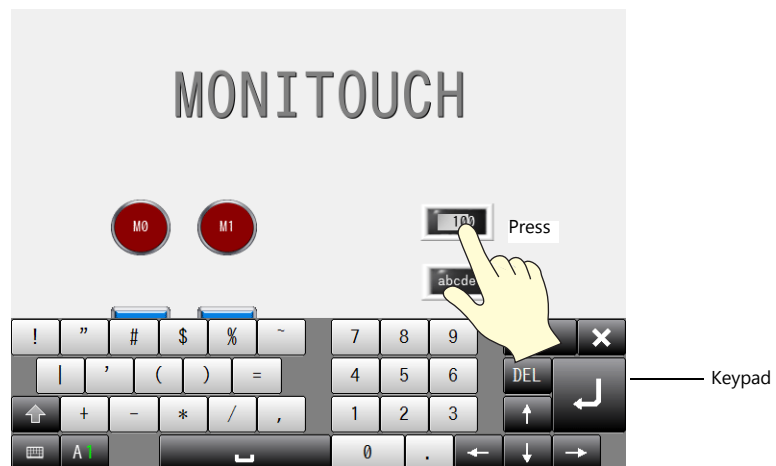 MONITOUCH
M0 M1
100 Press
abcde
! ” # $ % ~ 7 8 9
| ’ ( ) = 4 5 6 DEL
Keypad
+ - * / , 1 2 3 ↑
A1 0 . ← ↓ →